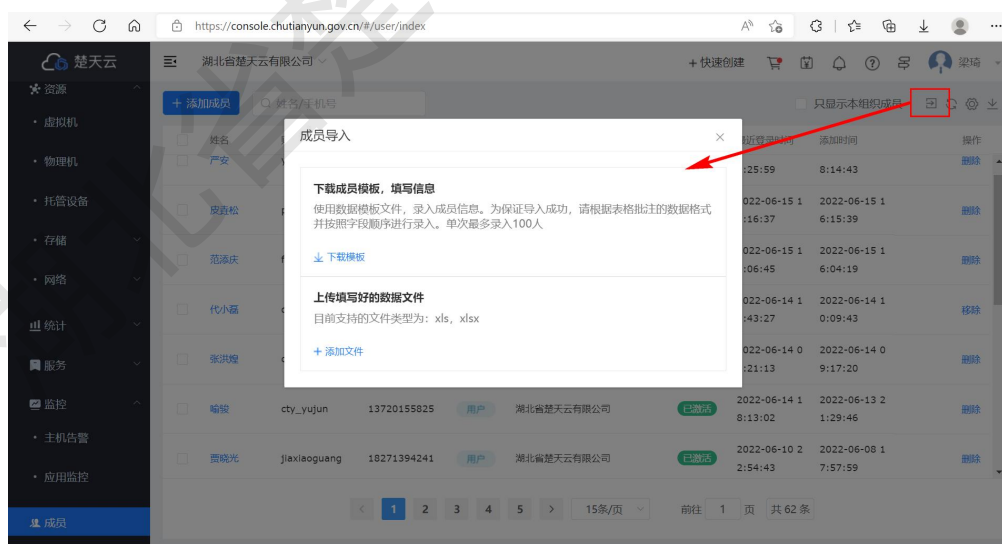 https://console.chutianyun.gov.cn/#/user/index
楚天云
湖北省楚天云有限公司
+ 快速创建
梁琦
资源
+ 添加成员
姓名/手机号
只显示本组织成员
虚拟机
成员导入
姓名
最近登录时间
添加时间
操作
严安
:25:59
8:14:43
删除
物理机
下载成员模板，填写信息
使用数据模板文件，录入成员信息。为保证导入成功，请根据表格批注的数据格式
并按照字段顺序进行录入。单次最多录入100人
托管设备
022-06-15 1
:16:37
2022-06-15 1
6:15:39
删除
存储
下载模板
范添庆
022-06-15 1
:06:45
2022-06-15 1
6:04:19
删除
网络
上传填写好的数据文件
目前支持的文件类型为：xls，xlsx
代小磊
022-06-14 1
:43:27
2022-06-14 1
0:09:43
移除
统计
+ 添加文件
张洪煌
022-06-14 0
:21:13
2022-06-14 0
9:17:20
删除
服务
监控
喻骏
cty_yujun
13720155825
用户
湖北省楚天云有限公司
已激活
2022-06-14 1
8:13:02
2022-06-13 2
1:29:46
删除
主机告警
贾晓光
jiaxiaoguang
18271394241
用户
湖北省楚天云有限公司
已激活
2022-06-10 2
2:54:43
2022-06-08 1
7:57:59
删除
应用监控
1 2 3 4 5
15条/页
前往 1 页 共 62 条
成员